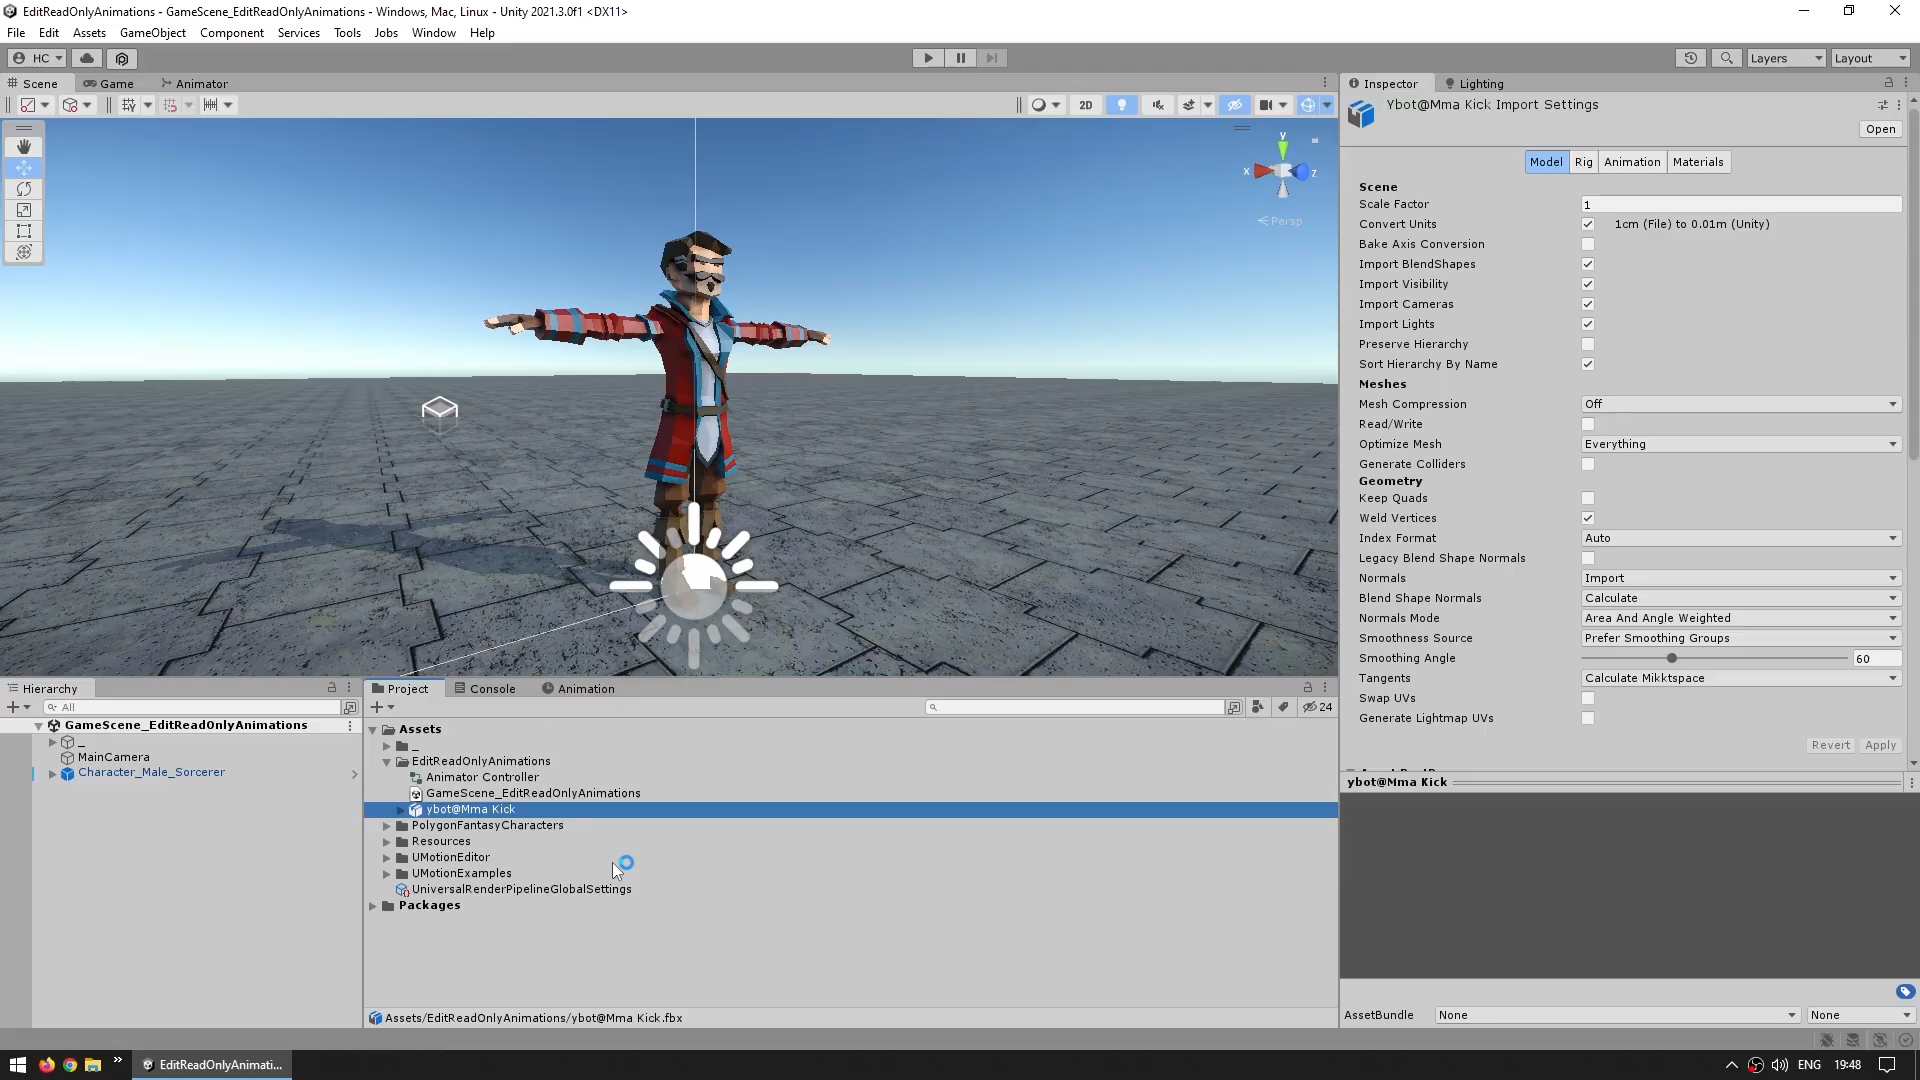 EditReadOnlyAnimations - GameScene_EditReadOnlyAnimations - Windows, Mac, Linux - Unity 2021.3.0f1 <DX11>
File Edit Assets GameObject Component Services Tools Jobs Window Help
HC Layers Layout
Scene Game Animator
2D
y
x z
< Persp
Inspector Lighting
Ybot@Mma Kick Import Settings
Open
Model Rig Animation Materials
Scene
Scale Factor 1
Convert Units 1cm (File) to 0.01m (Unity)
Bake Axis Conversion
Import BlendShapes
Import Visibility
Import Cameras
Import Lights
Preserve Hierarchy
Sort Hierarchy By Name
Meshes
Mesh Compression Off
Read/Write
Optimize Mesh Everything
Generate Colliders
Geometry
Keep Quads
Weld Vertices
Index Format Auto
Legacy Blend Shape Normals
Normals Import
Blend Shape Normals Calculate
Normals Mode Area And Angle Weighted
Smoothness Source Prefer Smoothing Groups
Smoothing Angle 60
Tangents Calculate Mikktspace
Swap UVs
Generate Lightmap UVs
Revert Apply
ybot@Mma Kick
AssetBundle None None
Hierarchy
All
GameScene_EditReadOnlyAnimations
_
MainCamera
Character_Male_Sorcerer
Project Console Animation
24
Assets
_
EditReadOnlyAnimations
Animator Controller
GameScene_EditReadOnlyAnimations
ybot@Mma Kick
PolygonFantasyCharacters
Resources
UMotionEditor
UMotionExamples
UniversalRenderPipelineGlobalSettings
Packages
Assets/EditReadOnlyAnimations/ybot@Mma Kick.fbx
EditReadOnlyAnimati... ENG 19:48